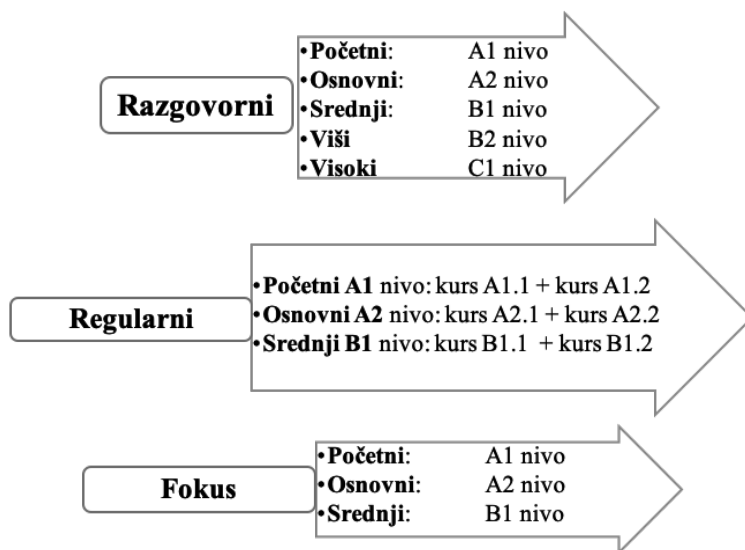 Razgovorni
•Početni: A1 nivo
•Osnovni: A2 nivo
•Srednji: B1 nivo
•Viši B2 nivo
•Visoki C1 nivo
Regularni
•Početni A1 nivo: kurs A1.1 + kurs A1.2
•Osnovni A2 nivo: kurs A2.1 + kurs A2.2
•Srednji B1 nivo: kurs B1.1 + kurs B1.2
Fokus
•Početni: A1 nivo
•Osnovni: A2 nivo
•Srednji: B1 nivo